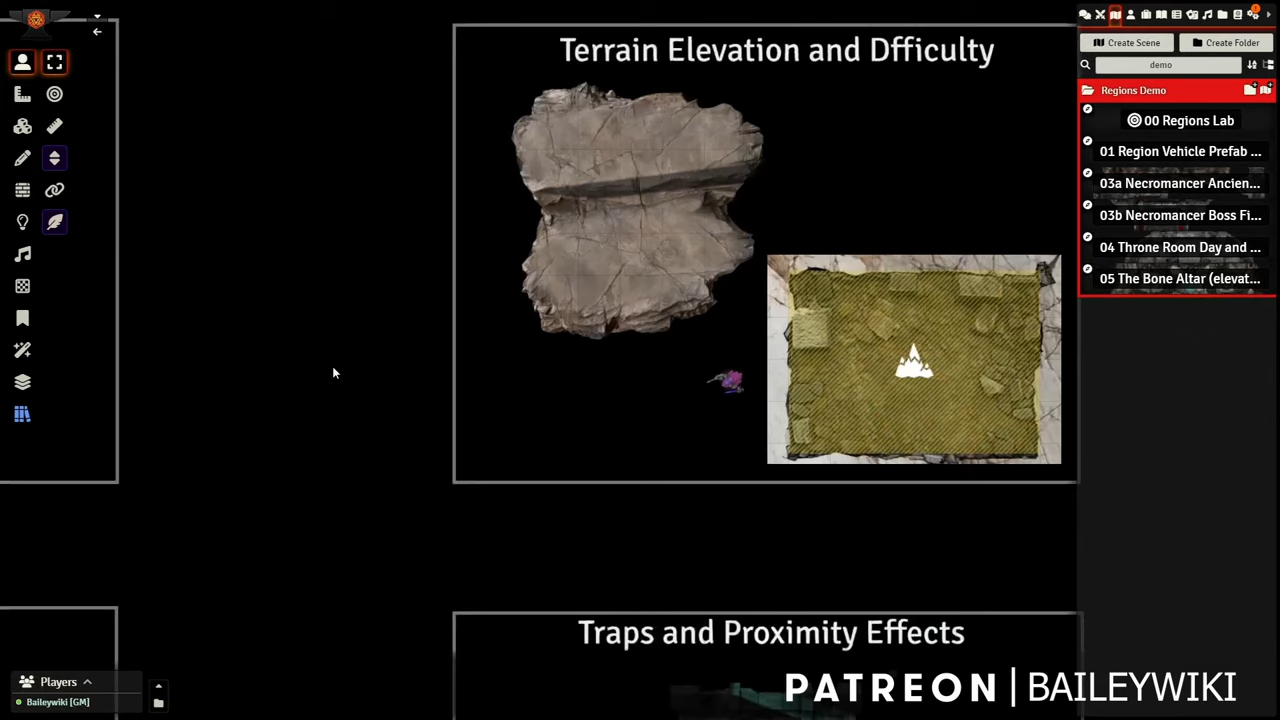 Terrain Elevation and Dfficulty
Create Scene
Create Folder
demo
Regions Demo
00 Regions Lab
01 Region Vehicle Prefab ...
03a Necromancer Ancien...
03b Necromancer Boss Fi...
04 Throne Room Day and ...
05 The Bone Altar (elevat...
Traps and Proximity Effects
Players
Baileywiki [GM]
PATREON | BAILEYWIKI